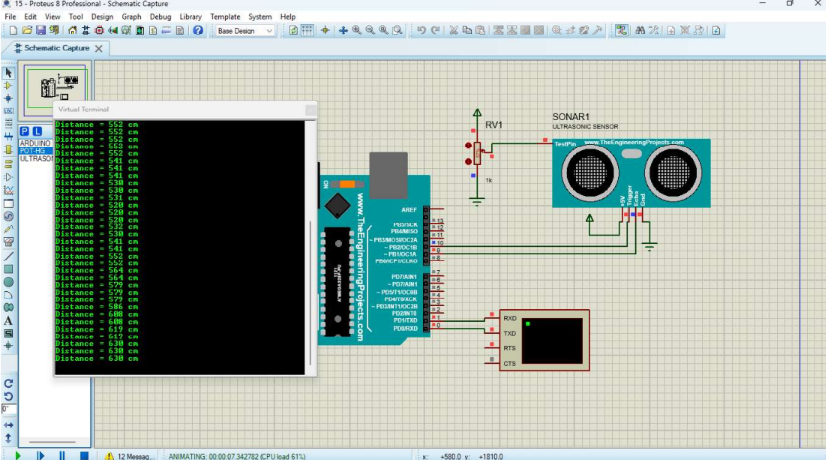 15 - Proteus 8 Professional - Schematic Capture
File Edit View Tool Design Graph Debug Library Template System Help
Base Design
Schematic Capture
P L
ARDUINO
POT-HG
ULTRASO
Virtual Terminal
Distance = 552 cm
Distance = 552 cm
Distance = 552 cm
Distance = 553 cm
Distance = 552 cm
Distance = 541 cm
Distance = 541 cm
Distance = 530 cm
Distance = 530 cm
Distance = 531 cm
Distance = 520 cm
Distance = 520 cm
Distance = 520 cm
Distance = 532 cm
Distance = 530 cm
Distance = 541 cm
Distance = 541 cm
Distance = 552 cm
Distance = 552 cm
Distance = 564 cm
Distance = 564 cm
Distance = 579 cm
Distance = 579 cm
Distance = 579 cm
Distance = 586 cm
Distance = 608 cm
Distance = 608 cm
Distance = 619 cm
Distance = 617 cm
Distance = 630 cm
Distance = 630 cm
Distance = 630 cm
RV1
1k
SONAR1
ULTRASONIC SENSOR
TestPin www.TheEngineeringProjects.com
+5V
Trigger
Echo
Gnd
ON
www.TheEngineeringProjects.com
AREF
PB5/SCK 13
PB4/MISO 12
~ PB3/MOSI/OC2A 11
~ PB2/OC1B 10
~ PB1/OC1A 9
PB0/ICP1/CLKO 8
PD7/AIN1 7
~ PD6/AIN0 6
~ PD5/T1/OC0B 5
PD4/T0/XCK 4
~ PD3/INT1/OC2B 3
PD2/INT0 2
PD1/TXD 1
PD0/RXD 0
RXD
TXD
RTS
CTS
12 Messag...
ANIMATING: 00:00:07.342782 (CPU load 61%)
x: +580.0 y: +1810.0